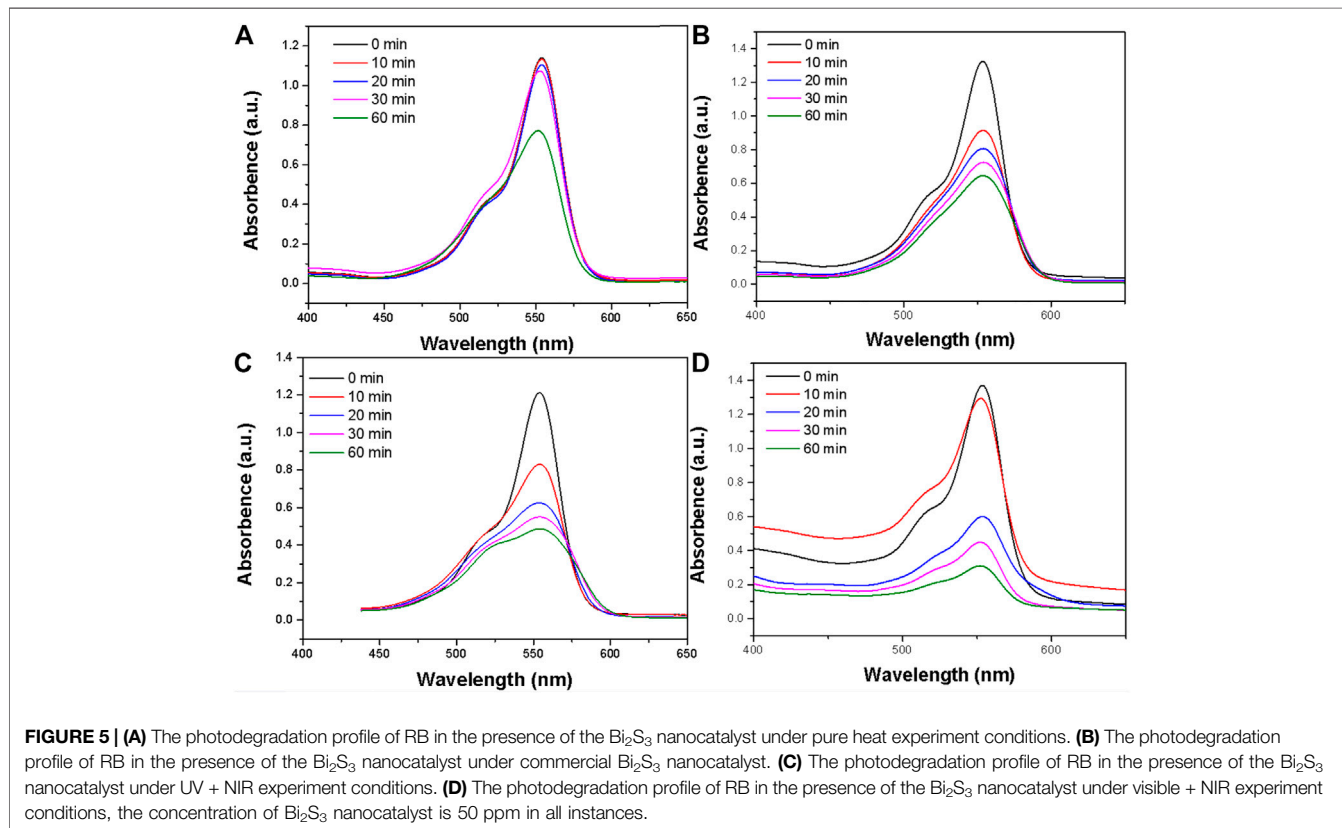 A
1.2
1.0
0.8
0.6
0.4
0.2
0.0
Absorbence (a.u.)
0 min
10 min
20 min
30 min
60 min
400 450 500 550 600 650
Wavelength (nm)
B
1.4
1.2
1.0
0.8
0.6
0.4
0.2
0.0
Absorbence (a.u.)
0 min
10 min
20 min
30 min
60 min
400 500 600
Wavelength (nm)
C
1.4
1.2
1.0
0.8
0.6
0.4
0.2
0.0
Absorbence (a.u.)
0 min
10 min
20 min
30 min
60 min
400 450 500 550 600 650
Wavelength (nm)
D
1.4
1.2
1.0
0.8
0.6
0.4
0.2
0.0
Absorbence (a.u.)
0 min
10 min
20 min
30 min
60 min
400 500 600
Wavelength (nm)
FIGURE 5 | (A) The photodegradation profile of RB in the presence of the Bi₂S₃ nanocatalyst under pure heat experiment conditions. (B) The photodegradation
profile of RB in the presence of the Bi₂S₃ nanocatalyst under commercial Bi₂S₃ nanocatalyst. (C) The photodegradation profile of RB in the presence of the Bi₂S₃
nanocatalyst under UV + NIR experiment conditions. (D) The photodegradation profile of RB in the presence of the Bi₂S₃ nanocatalyst under visible + NIR experiment
conditions, the concentration of Bi₂S₃ nanocatalyst is 50 ppm in all instances.